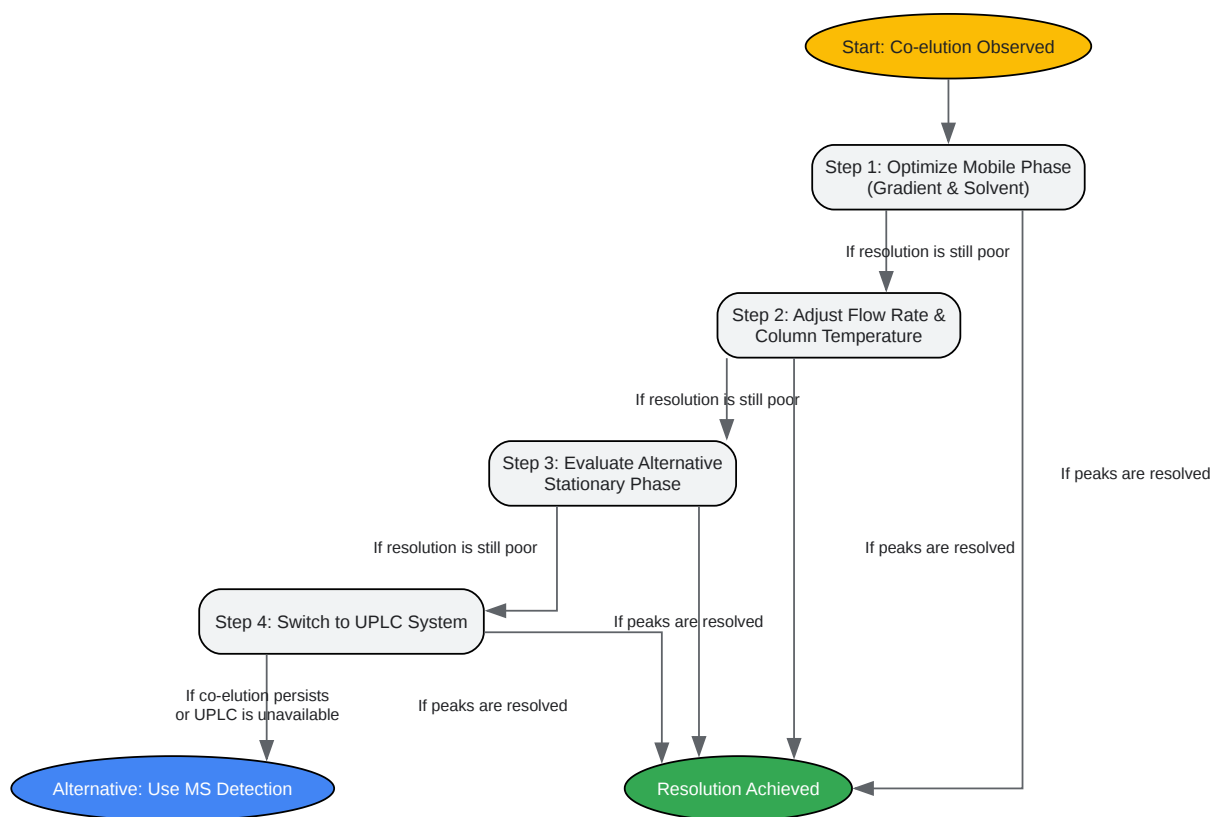 Start: Co-elution Observed
Step 1: Optimize Mobile Phase
(Gradient & Solvent)
If resolution is still poor
Step 2: Adjust Flow Rate &
Column Temperature
If resolution is still poor
Step 3: Evaluate Alternative
Stationary Phase
If peaks are resolved
If resolution is still poor
If peaks are resolved
Step 4: Switch to UPLC System
If peaks are resolved
If co-elution persists
or UPLC is unavailable
If peaks are resolved
Alternative: Use MS Detection
Resolution Achieved